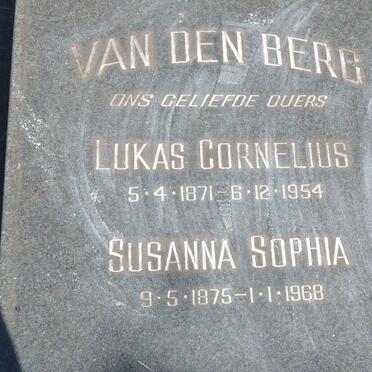 VAN DEN BERG
ONS GELIEFDE OUERS
LUKAS CORNELIUS
5·4·1871–6·12·1954
SUSANNA SOPHIA
9·5·1875–1·1·1968